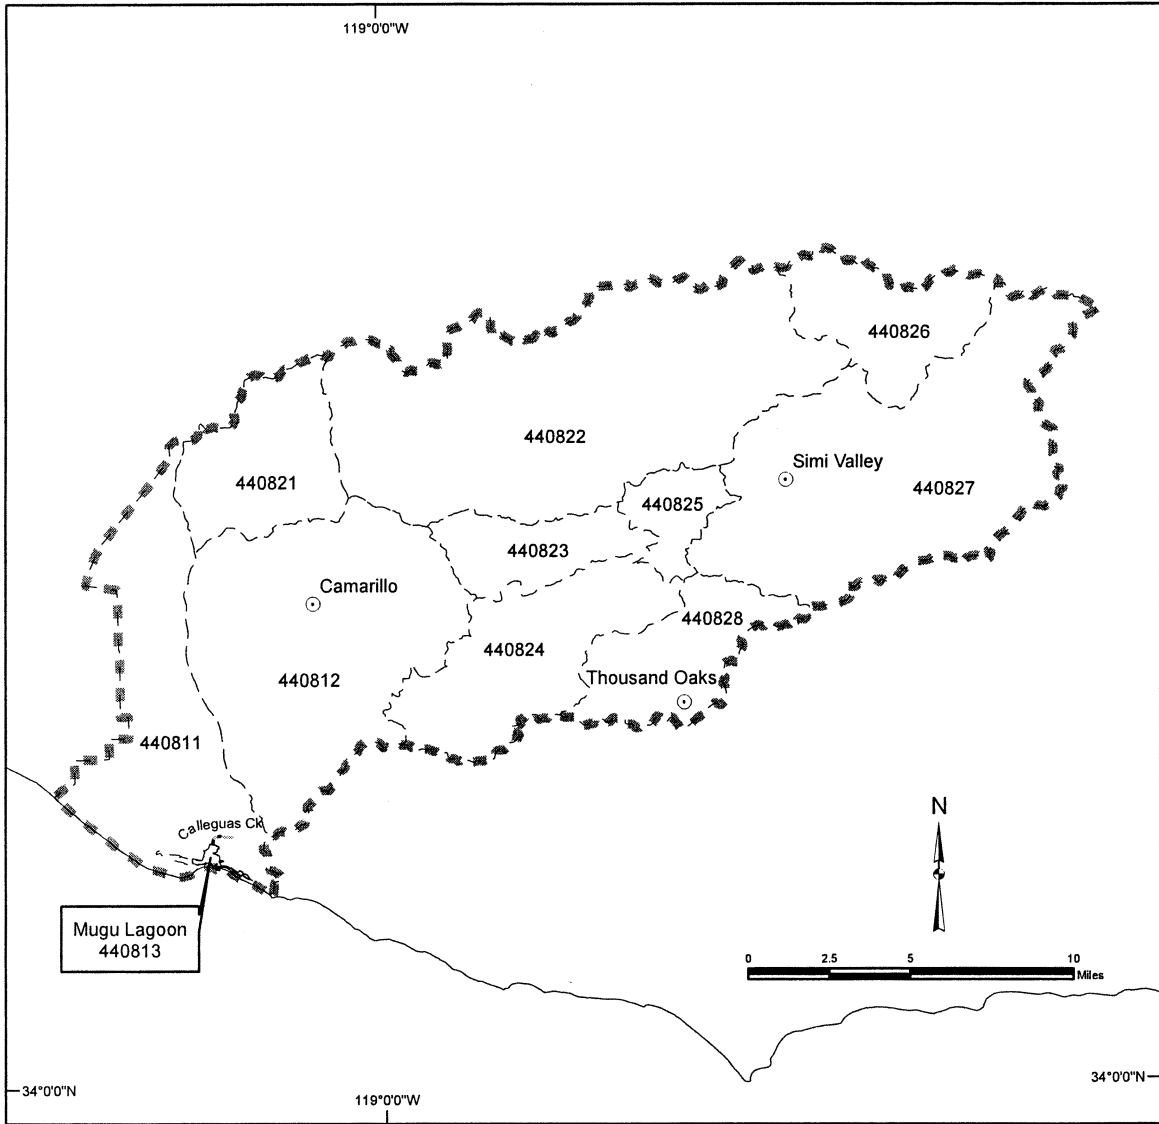 119°0'0"W
440826
440822
Simi Valley
440821
440827
440825
440823
Camarillo
440828
440824
Thousand Oaks
440812
440811
Calleguas Ck
N
Mugu Lagoon
440813
0 2.5 5 10
Miles
34°0'0"N
34°0'0"N
119°0'0"W